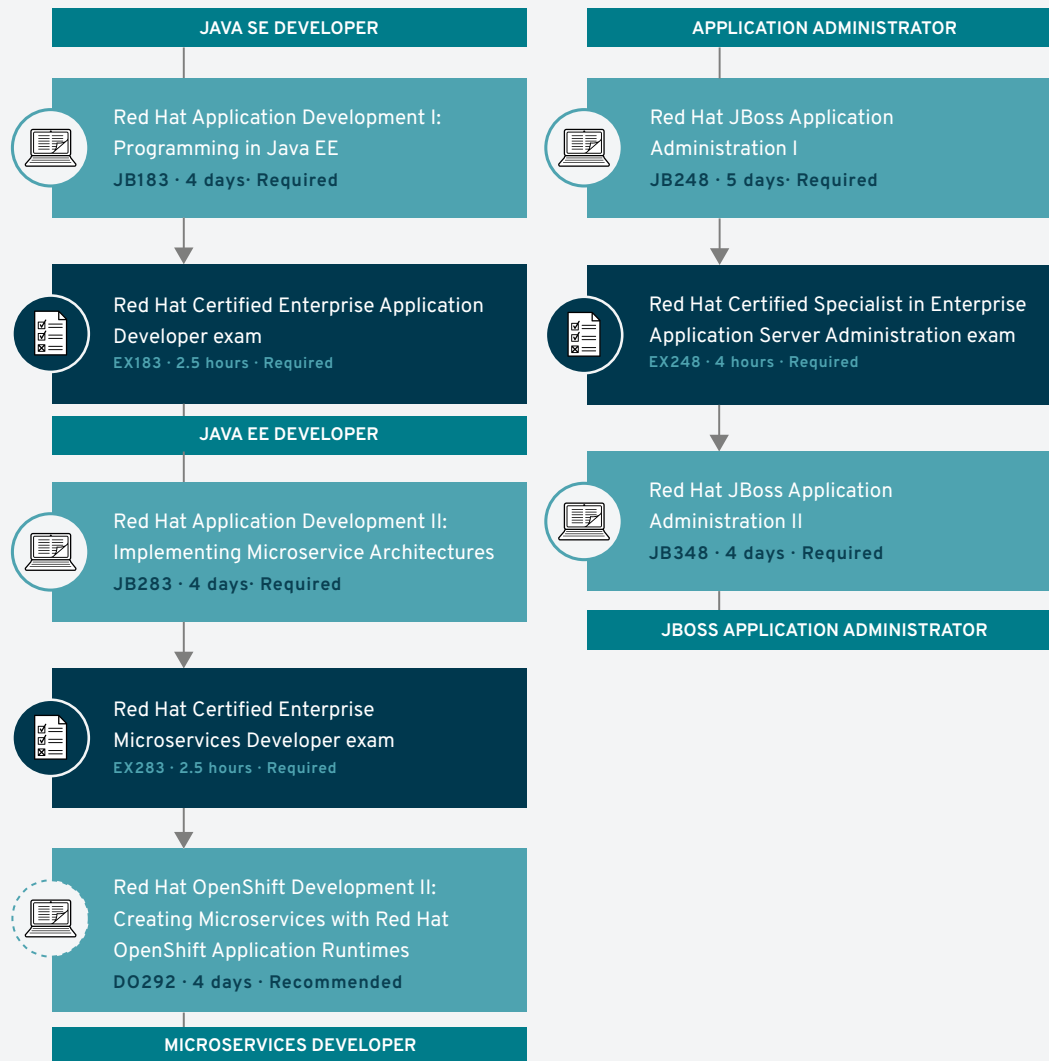 JAVA SE DEVELOPER
Red Hat Application Development I:
Programming in Java EE
JB183 · 4 days· Required
Red Hat Certified Enterprise Application
Developer exam
EX183 · 2.5 hours · Required
JAVA EE DEVELOPER
Red Hat Application Development II:
Implementing Microservice Architectures
JB283 · 4 days· Required
Red Hat Certified Enterprise
Microservices Developer exam
EX283 · 2.5 hours · Required
Red Hat OpenShift Development II:
Creating Microservices with Red Hat
OpenShift Application Runtimes
DO292 · 4 days · Recommended
MICROSERVICES DEVELOPER
APPLICATION ADMINISTRATOR
Red Hat JBoss Application
Administration I
JB248 · 5 days· Required
Red Hat Certified Specialist in Enterprise
Application Server Administration exam
EX248 · 4 hours · Required
Red Hat JBoss Application
Administration II
JB348 · 4 days · Required
JBOSS APPLICATION ADMINISTRATOR